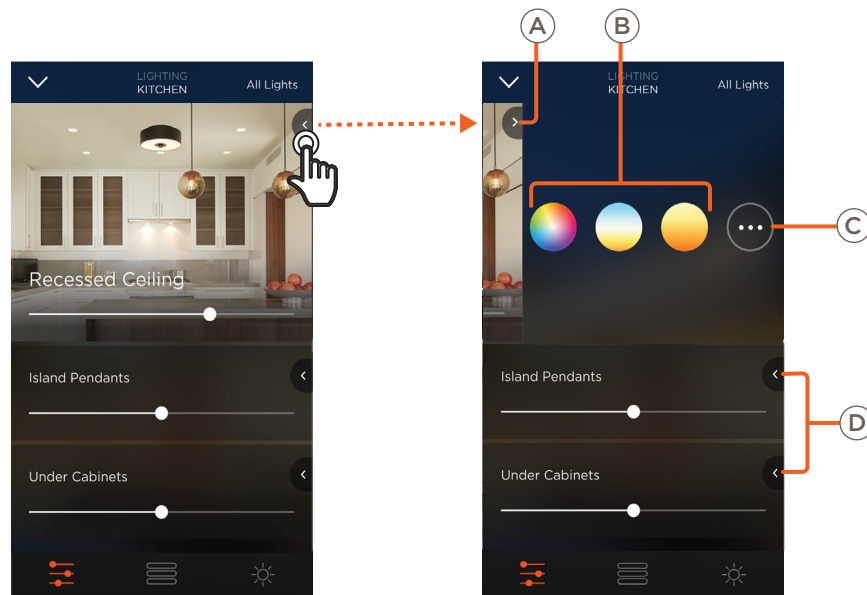 A
B
LIGHTING
KITCHEN
All Lights
Recessed Ceiling
Island Pendants
Under Cabinets
LIGHTING
KITCHEN
All Lights
C
Island Pendants
Under Cabinets
D